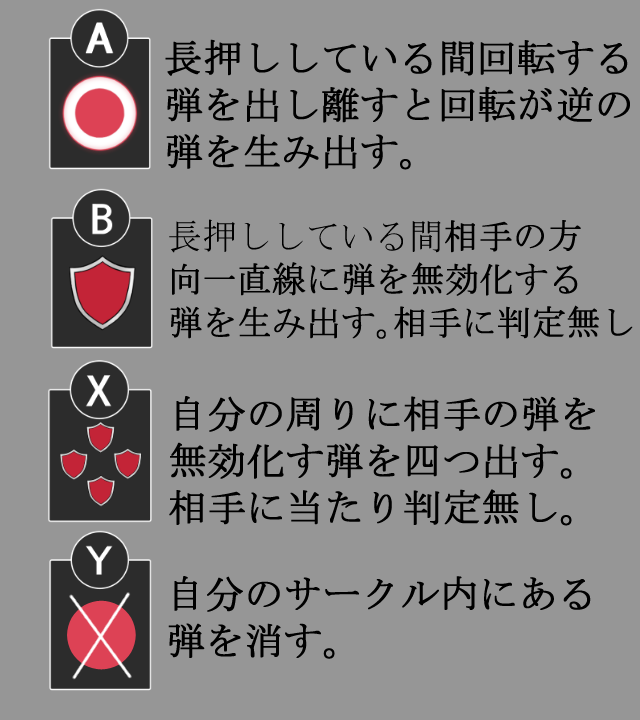 A
長押ししている間回転する
弾を出し離すと回転が逆の
弾を生み出す。
B
長押ししている間相手の方
向一直線に弾を無効化する
弾を生み出す。相手に判定無し
X
自分の周りに相手の弾を
無効化す弾を四つ出す。
相手に当たり判定無し。
Y
自分のサークル内にある
弾を消す。